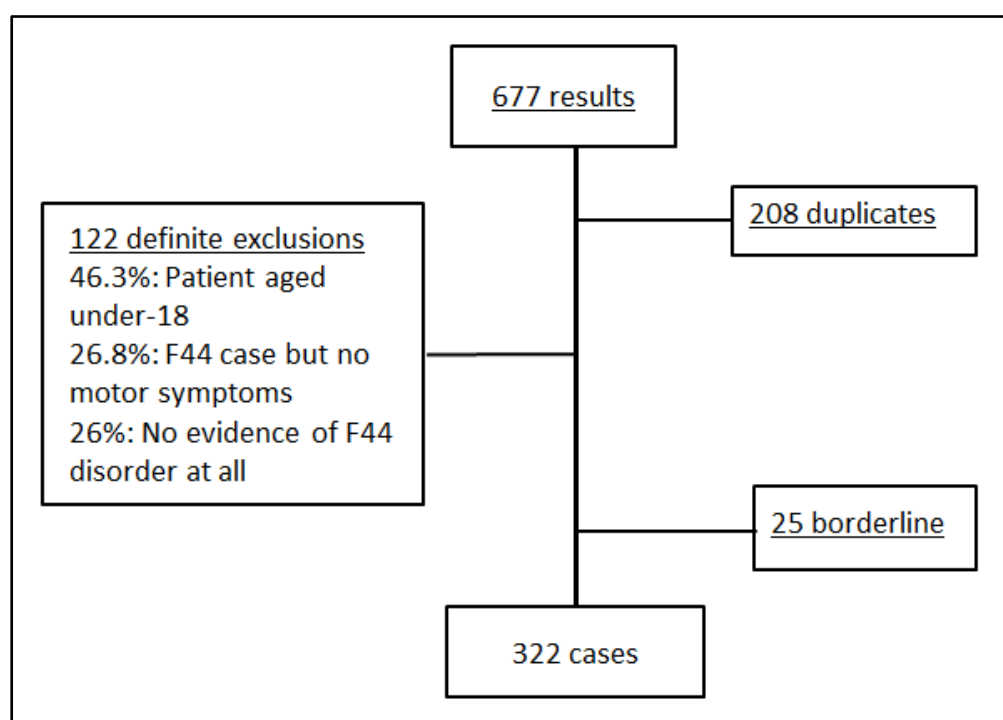 677 results
208 duplicates
122 definite exclusions
46.3%: Patient aged
under-18
26.8%: F44 case but no
motor symptoms
26%: No evidence of F44
disorder at all
25 borderline
322 cases